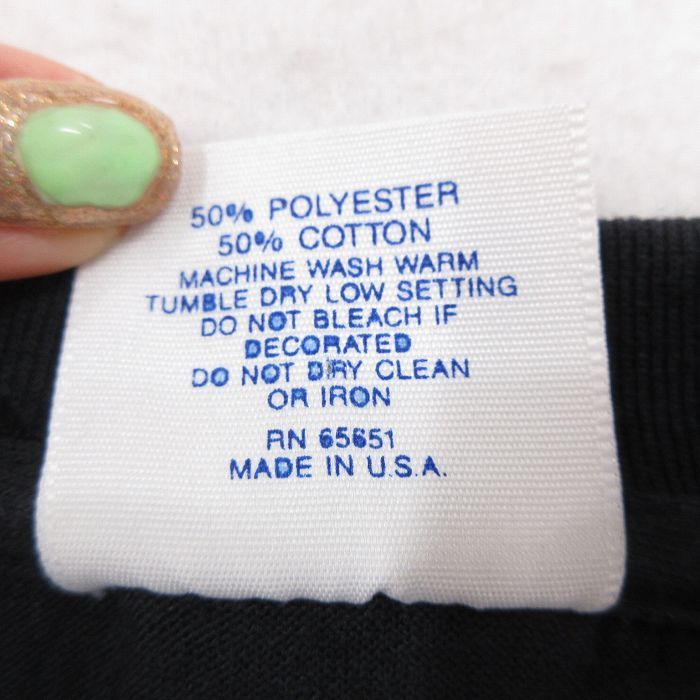 50% POLYESTER
50% COTTON
MACHINE WASH WARM
TUMBLE DRY LOW SETTING
DO NOT BLEACH IF
DECORATED
DO NOT DRY CLEAN
OR IRON
RN 65651
MADE IN U.S.A.